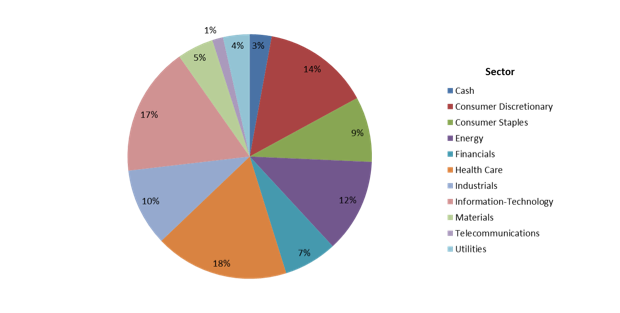 1%
4%
3%
5%
14%
17%
9%
10%
12%
7%
18%
Sector
Cash
Consumer Discretionary
Consumer Staples
Energy
Financials
Health Care
Industrials
Information-Technology
Materials
Telecommunications
Utilities